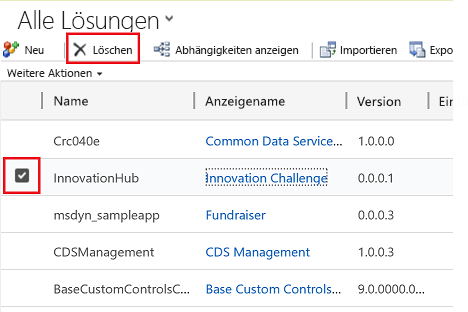 Alle Lösungen
Neu Löschen Abhängigkeiten anzeigen Importieren Expo
Weitere Aktionen
Name Anzeigename Version Ein
Crc040e Common Data Service... 1.0.0.0
InnovationHub Innovation Challenge 0.0.0.1
msdyn_sampleapp Fundraiser 0.0.0.3
CDSManagement CDS Management 1.0.0.3
BaseCustomControlsC... Base Custom Controls... 9.0.0000.0...